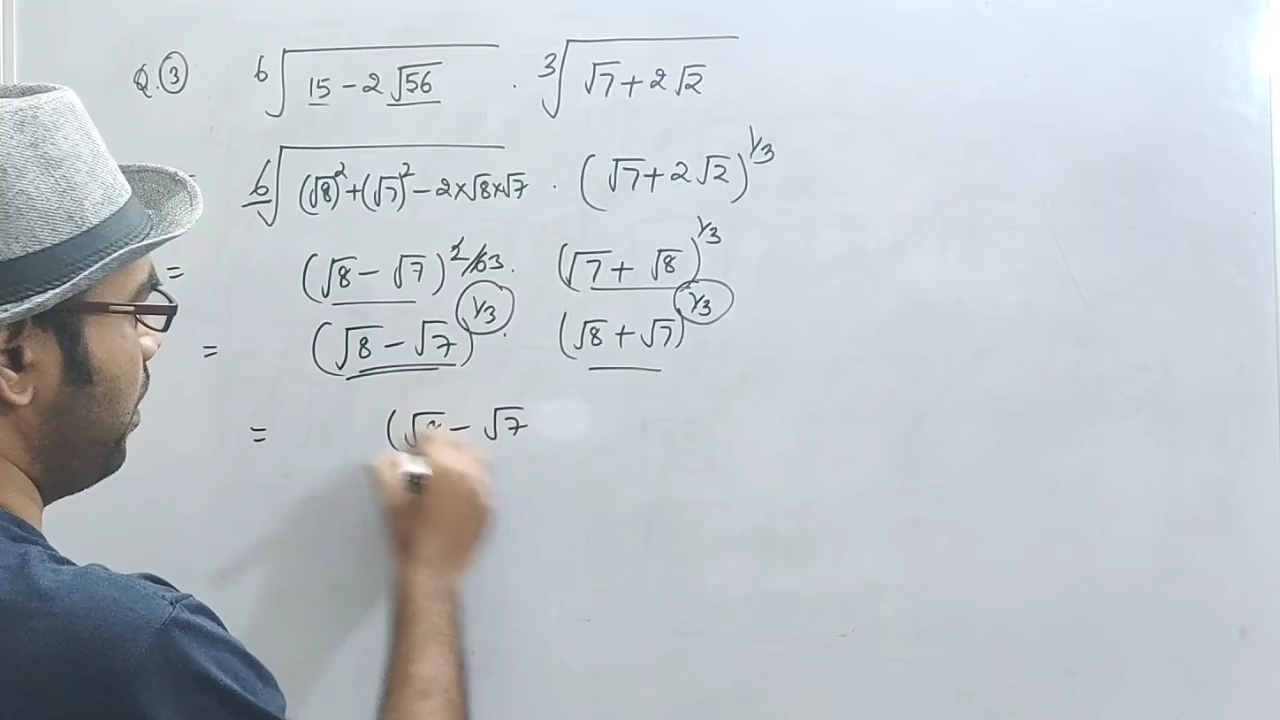 Q.③ ⁶√(15 - 2√56) · ³√(√7 + 2√2)
= ⁶√((√8)² + (√7)² - 2×√8×√7) · (√7 + 2√2)^1/3
= (√8 - √7)^2/63 · (√7 + √8)^1/3
= (√8 - √7)^1/3 · (√8 + √7)^1/3
= (√8 - √7